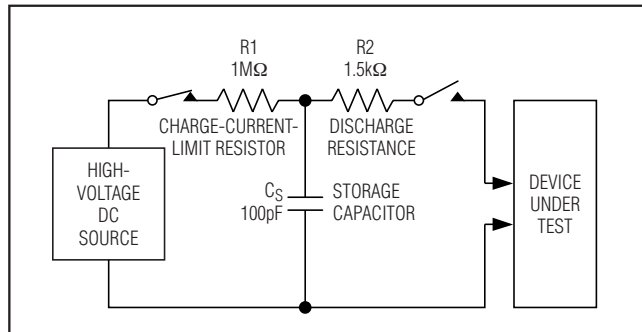 R1
1MΩ
R2
1.5kΩ
CHARGE-CURRENT-
LIMIT RESISTOR
DISCHARGE
RESISTANCE
HIGH-
VOLTAGE
DC
SOURCE
CS
100pF
STORAGE
CAPACITOR
DEVICE
UNDER
TEST